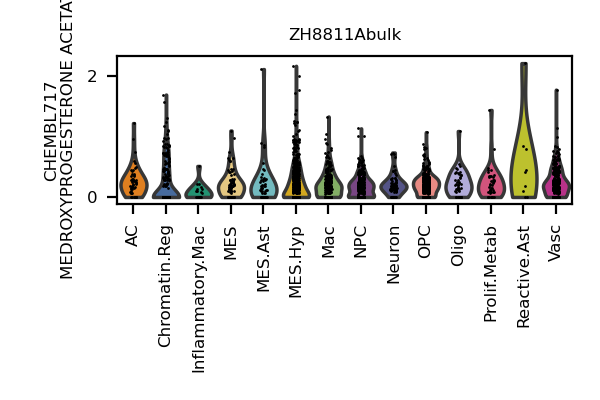 ZH8811Abulk
CHEMBL717
MEDROXYPROGESTERONE ACETAT
2
0
AC
Chromatin.Reg
Inflammatory.Mac
MES
MES.Ast
MES.Hyp
Mac
NPC
Neuron
OPC
Oligo
Prolif.Metab
Reactive.Ast
Vasc